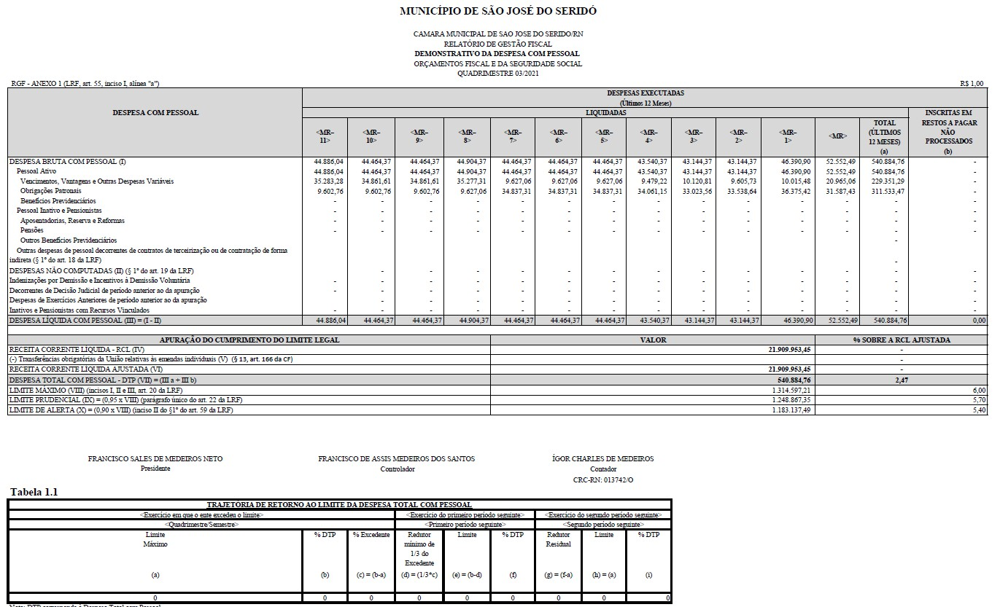 MUNICÍPIO DE SÃO JOSÉ DO SERIDÓ
CAMARA MUNICIPAL DE SAO JOSE DO SERIDO/RN
RELATÓRIO DE GESTÃO FISCAL
DEMONSTRATIVO DA DESPESA COM PESSOAL
ORÇAMENTOS FISCAL E DA SEGURIDADE SOCIAL
QUADRIMESTRE 03/2021
RGF - ANEXO 1 (LRF, art. 55, inciso I, alínea "a") R$ 1,00
DESPESA COM PESSOAL
DESPESAS EXECUTADAS
(Últimos 12 Meses)
LIQUIDADAS
<MR–11> <MR–10> <MR–9> <MR–8> <MR–7> <MR–6> <MR–5> <MR–4> <MR–3> <MR–2> <MR–1> <MR> TOTAL (ÚLTIMOS 12 MESES) (a) INSCRITAS EM RESTOS A PAGAR NÃO PROCESSADOS (b)
DESPESA BRUTA COM PESSOAL (I) 44.886,04 44.464,37 44.464,37 44.904,37 44.464,37 44.464,37 44.464,37 43.540,37 43.144,37 43.144,37 46.390,90 52.552,49 540.884,76 -
Pessoal Ativo 44.886,04 44.464,37 44.464,37 44.904,37 44.464,37 44.464,37 44.464,37 43.540,37 43.144,37 43.144,37 46.390,90 52.552,49 540.884,76 -
Vencimentos, Vantagens e Outras Despesas Variáveis 35.283,28 34.861,61 34.861,61 35.277,31 9.627,06 9.627,06 9.627,06 9.479,22 10.120,81 9.605,73 10.015,48 20.965,06 229.351,29 -
Obrigações Patronais 9.602,76 9.602,76 9.602,76 9.627,06 34.837,31 34.837,31 34.837,31 34.061,15 33.023,56 33.538,64 36.375,42 31.587,43 311.533,47 -
Benefícios Previdenciários - - - - - - - - - - - - - -
Pessoal Inativo e Pensionistas - - - - - - - - - - - - - -
Aposentadorias, Reserva e Reformas - - - - - - - - - - - - - -
Pensões - - - - - - - - - - - - - -
Outros Benefícios Previdenciários -
Outras despesas de pessoal decorrentes de contratos de terceirização ou de contratação de forma
indireta (§ 1º do art. 18 da LRF) -
DESPESAS NÃO COMPUTADAS (II) (§ 1º do art. 19 da LRF) - - - - - - - - - - - - -
Indenizações por Demissão e Incentivos à Demissão Voluntária - - - - - - - - - - - - - -
Decorrentes de Decisão Judicial de período anterior ao da apuração - - - - - - - - - - - - - -
Despesas de Exercícios Anteriores de período anterior ao da apuração - - - - - - - - - - - - -
Inativos e Pensionistas com Recursos Vinculados - - - - - - - - - - - - - -
DESPESA LÍQUIDA COM PESSOAL (III) = (I - II) 44.886,04 44.464,37 44.464,37 44.904,37 44.464,37 44.464,37 44.464,37 43.540,37 43.144,37 43.144,37 46.390,90 52.552,49 540.884,76 0,00
APURAÇÃO DO CUMPRIMENTO DO LIMITE LEGAL VALOR % SOBRE A RCL AJUSTADA
RECEITA CORRENTE LÍQUIDA - RCL (IV) 21.909.953,45 -
(-) Transferências obrigatórias da União relativas às emendas individuais (V) (§ 13, art. 166 da CF) -
RECEITA CORRENTE LÍQUIDA AJUSTADA (VI) 21.909.953,45 -
DESPESA TOTAL COM PESSOAL - DTP (VII) = (III a + III b) 540.884,76 2,47
LIMITE MÁXIMO (VIII) (incisos I, II e III, art. 20 da LRF) 1.314.597,21 6,00
LIMITE PRUDENCIAL (IX) = (0,95 x VIII) (parágrafo único do art. 22 da LRF) 1.248.867,35 5,70
LIMITE DE ALERTA (X) = (0,90 x VIII) (inciso II do §1º do art. 59 da LRF) 1.183.137,49 5,40
FRANCISCO SALES DE MEDEIROS NETO FRANCISCO DE ASSIS MEDEIROS DOS SANTOS ÍGOR CHARLES DE MEDEIROS
Presidente Controlador Contador
CRC-RN: 013742/O
Tabela 1.1
TRAJETÓRIA DE RETORNO AO LIMITE DA DESPESA TOTAL COM PESSOAL
<Exercício em que o ente excedeu o limite> <Exercício do primeiro período seguinte> <Exercício do segundo período seguinte>
<Quadrimestre/Semestre> <Primeiro período seguinte> <Segundo período seguinte>
Limite % DTP % Excedente Redutor Limite % DTP Redutor Limite % DTP
Máximo mínimo de Residual
1/3 do
Excedente
(a) (b) (c) = (b-a) (d) = (1/3*c) (e) = (b-d) (f) (g) = (f-a) (h) = (a) (i)
0 0 0 0 0 0 0 0 0